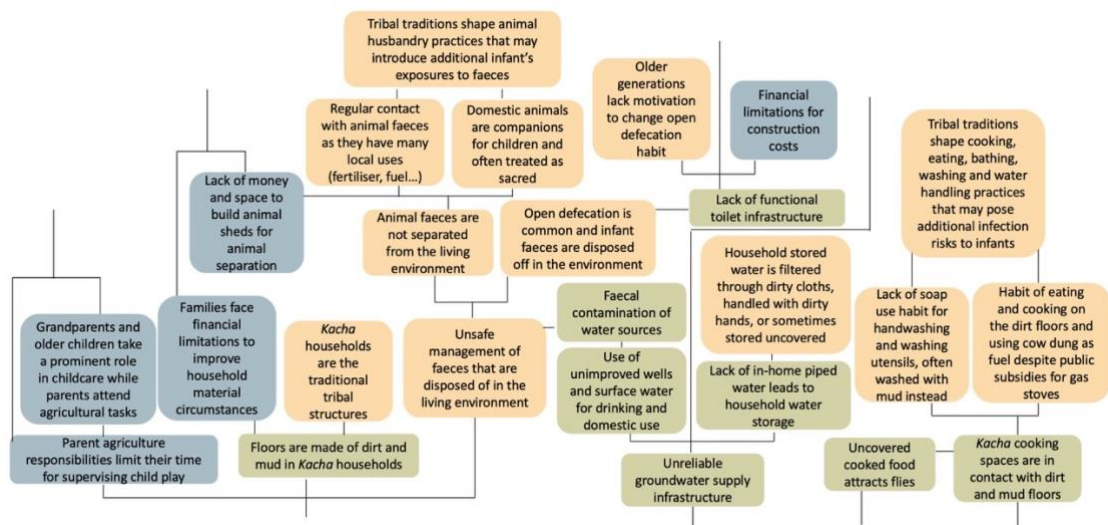 Tribal traditions shape animal
husbandry practices that may
introduce additional infant's
exposures to faeces
Older
generations
lack motivation
to change open
defecation
habit
Financial
limitations for
construction
costs
Regular contact
with animal faeces
as they have many
local uses
(fertiliser, fuel...)
Domestic animals
are companions
for children and
often treated as
sacred
Tribal traditions
shape cooking,
eating, bathing,
washing and water
handling practices
that may pose
additional infection
risks to infants
Lack of money
and space to
build animal
sheds for
animal
separation
Lack of functional
toilet infrastructure
Animal faeces are
not separated
from the living
environment
Open defecation is
common and infant
faeces are disposed
off in the environment
Household stored
water is filtered
through dirty cloths,
handled with dirty
hands, or sometimes
stored uncovered
Grandparents and
older children take
a prominent role
in childcare while
parents attend
agricultural tasks
Families face
financial
limitations to
improve
household
material
circumstances
Kacha
households
are the
traditional
tribal
structures
Unsafe
management of
faeces that are
disposed of in the
living environment
Faecal
contamination of
water sources
Use of
unimproved wells
and surface water
for drinking and
domestic use
Lack of in-home piped
water leads to
household water
storage
Lack of soap
use habit for
handwashing
and washing
utensils, often
washed with
mud instead
Habit of eating
and cooking on
the dirt floors and
using cow dung as
fuel despite public
subsidies for gas
stoves
Parent agriculture
responsibilities limit their time
for supervising child play
Floors are made of dirt and
mud in Kacha households
Unreliable
groundwater supply
infrastructure
Uncovered
cooked food
attracts flies
Kacha cooking
spaces are in
contact with dirt
and mud floors